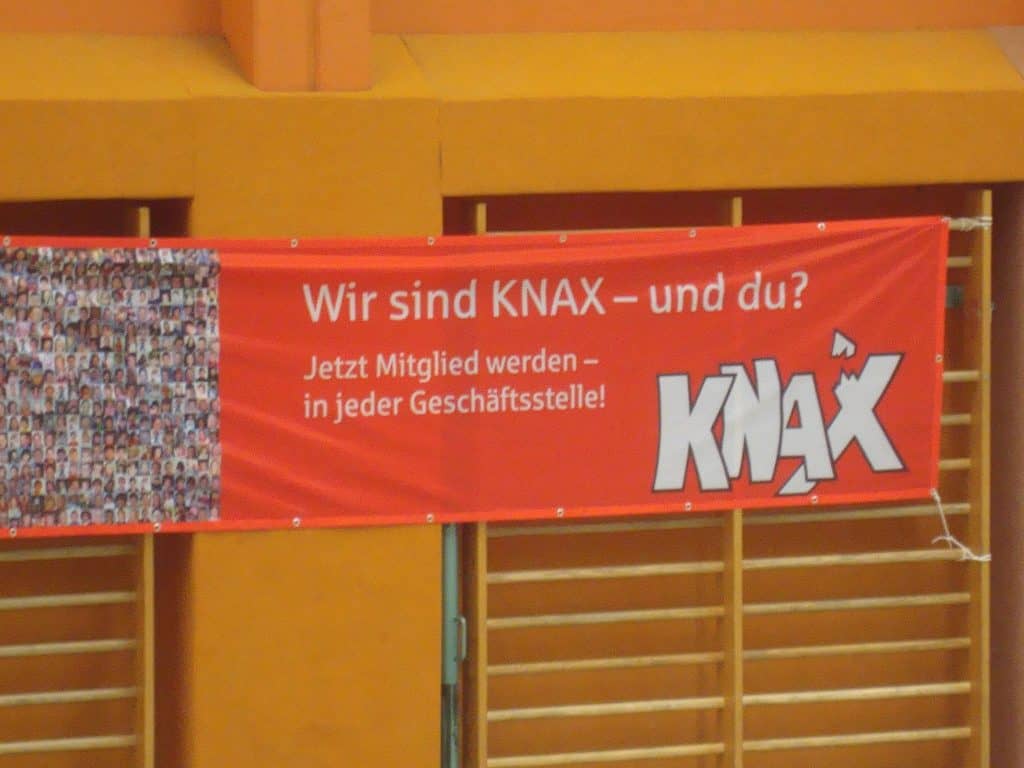 Wir sind KNAX – und du?
Jetzt Mitglied werden –
in jeder Geschäftsstelle!
KNAX